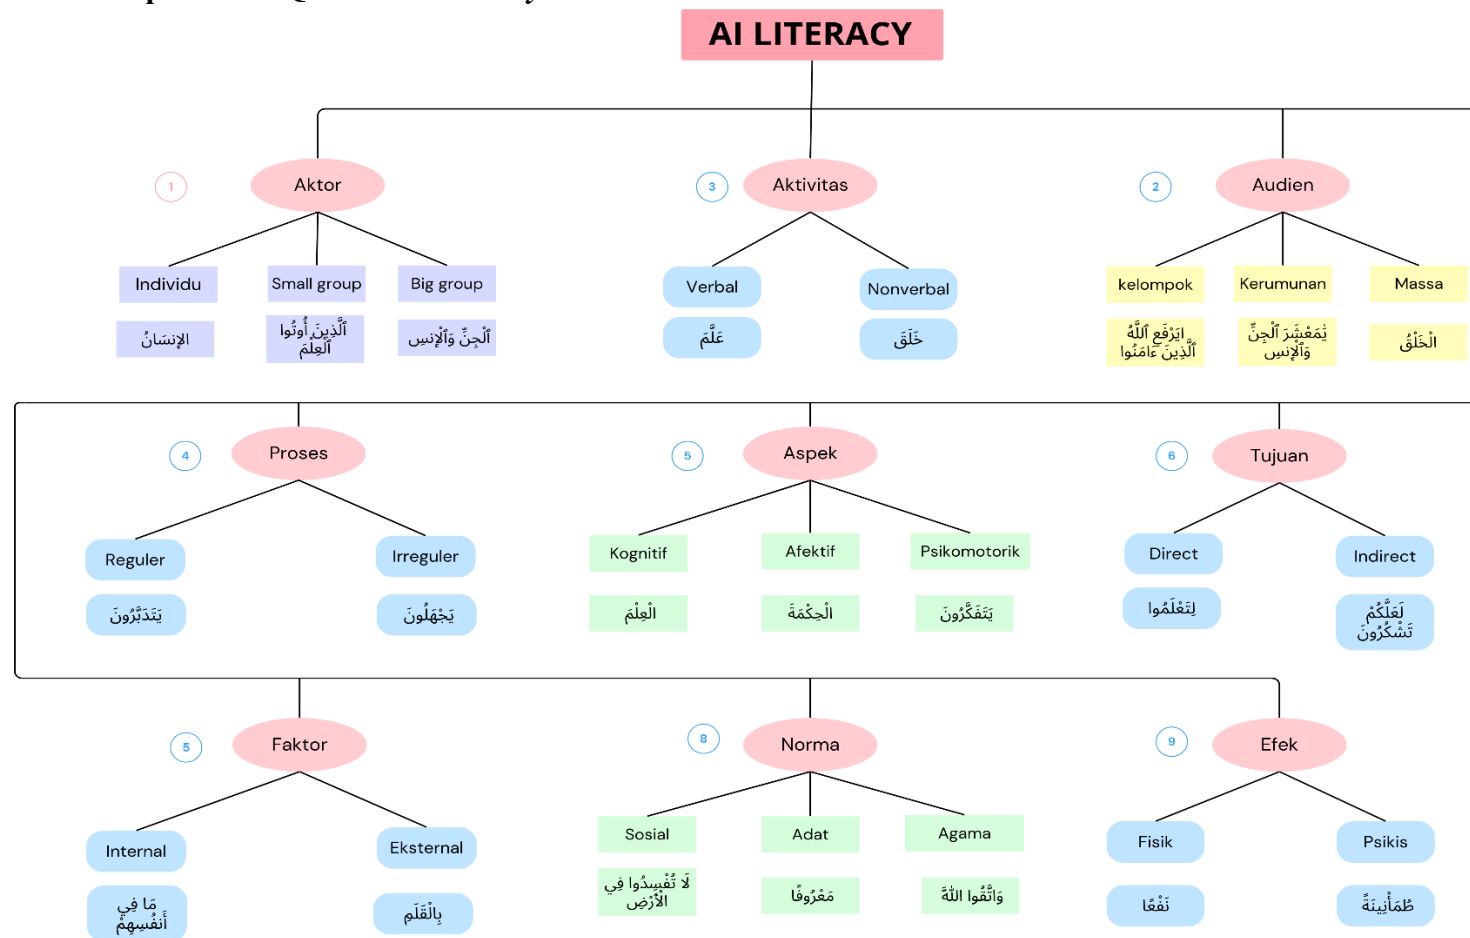 AI LITERACY
1
Aktor
3
Aktivitas
2
Audien
Individu
Small group
Big group
Verbal
Nonverbal
kelompok
Kerumunan
Massa
الإنسَانُ
ٱلَّذِينَ أُوتُوا
ٱلْعِلْمَ
ٱلْجِنِّ وَٱلْإِنسِ
عَلَّمَ
خَلَقَ
ايَرْفَعِ ٱللَّهُ
ٱلَّذِينَ ءَامَنُوا
يَٰمَعْشَرَ ٱلْجِنِّ
وَٱلْإِنسِ
الْخَلْقُ
4
Proses
5
Aspek
6
Tujuan
Reguler
Irreguler
Kognitif
Afektif
Psikomotorik
Direct
Indirect
يَتَدَبَّرُونَ
يَجْهَلُونَ
الْعِلْمَ
الْحِكْمَةَ
يَتَفَكَّرُونَ
لِتَعْلَمُوا
لَعَلَّكُمْ
تَشْكُرُونَ
5
Faktor
8
Norma
9
Efek
Internal
Eksternal
Sosial
Adat
Agama
Fisik
Psikis
مَا فِي
أَنفُسِهِمْ
بِالْقَلَمِ
لَا تُفْسِدُوا فِي
الْأَرْضِ
مَعْرُوفًا
وَاتَّقُوا اللَّهَ
نَفْعًا
طُمَأْنِينَةً